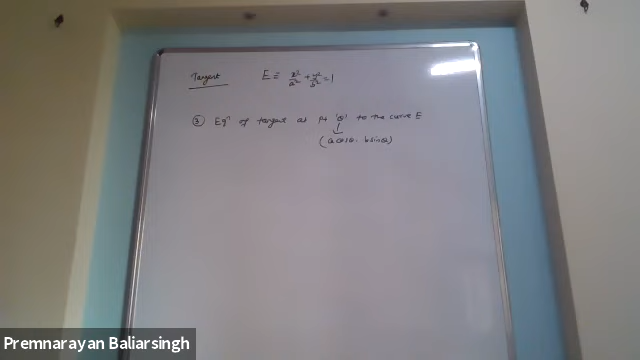 Tangent E ≡ x²/a² + y²/b² = 1
② Eqⁿ of tangent at pt 'θ' to the curve E
(a cosθ, b sinθ)
Premnarayan Baliarsingh